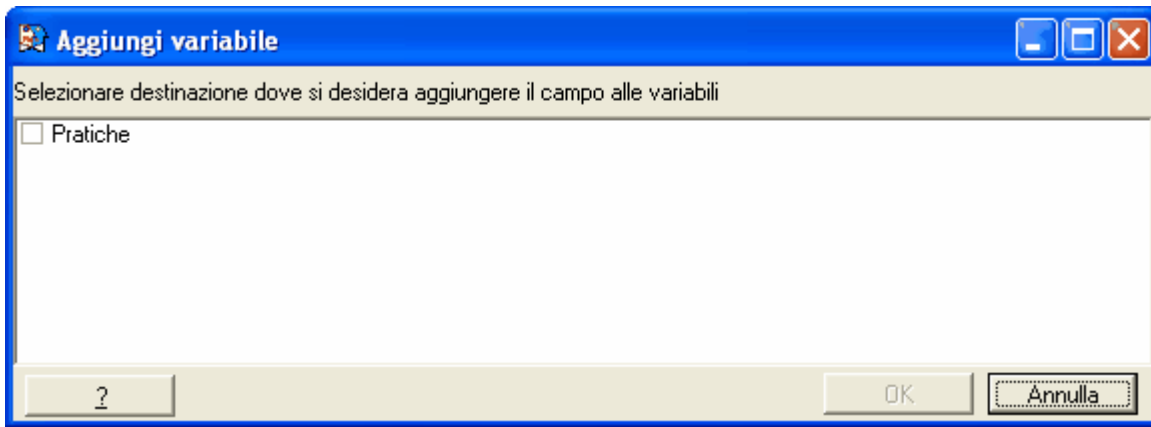 Aggiungi variabile
Selezionare destinazione dove si desidera aggiungere il campo alle variabili
Pratiche
? OK Annulla